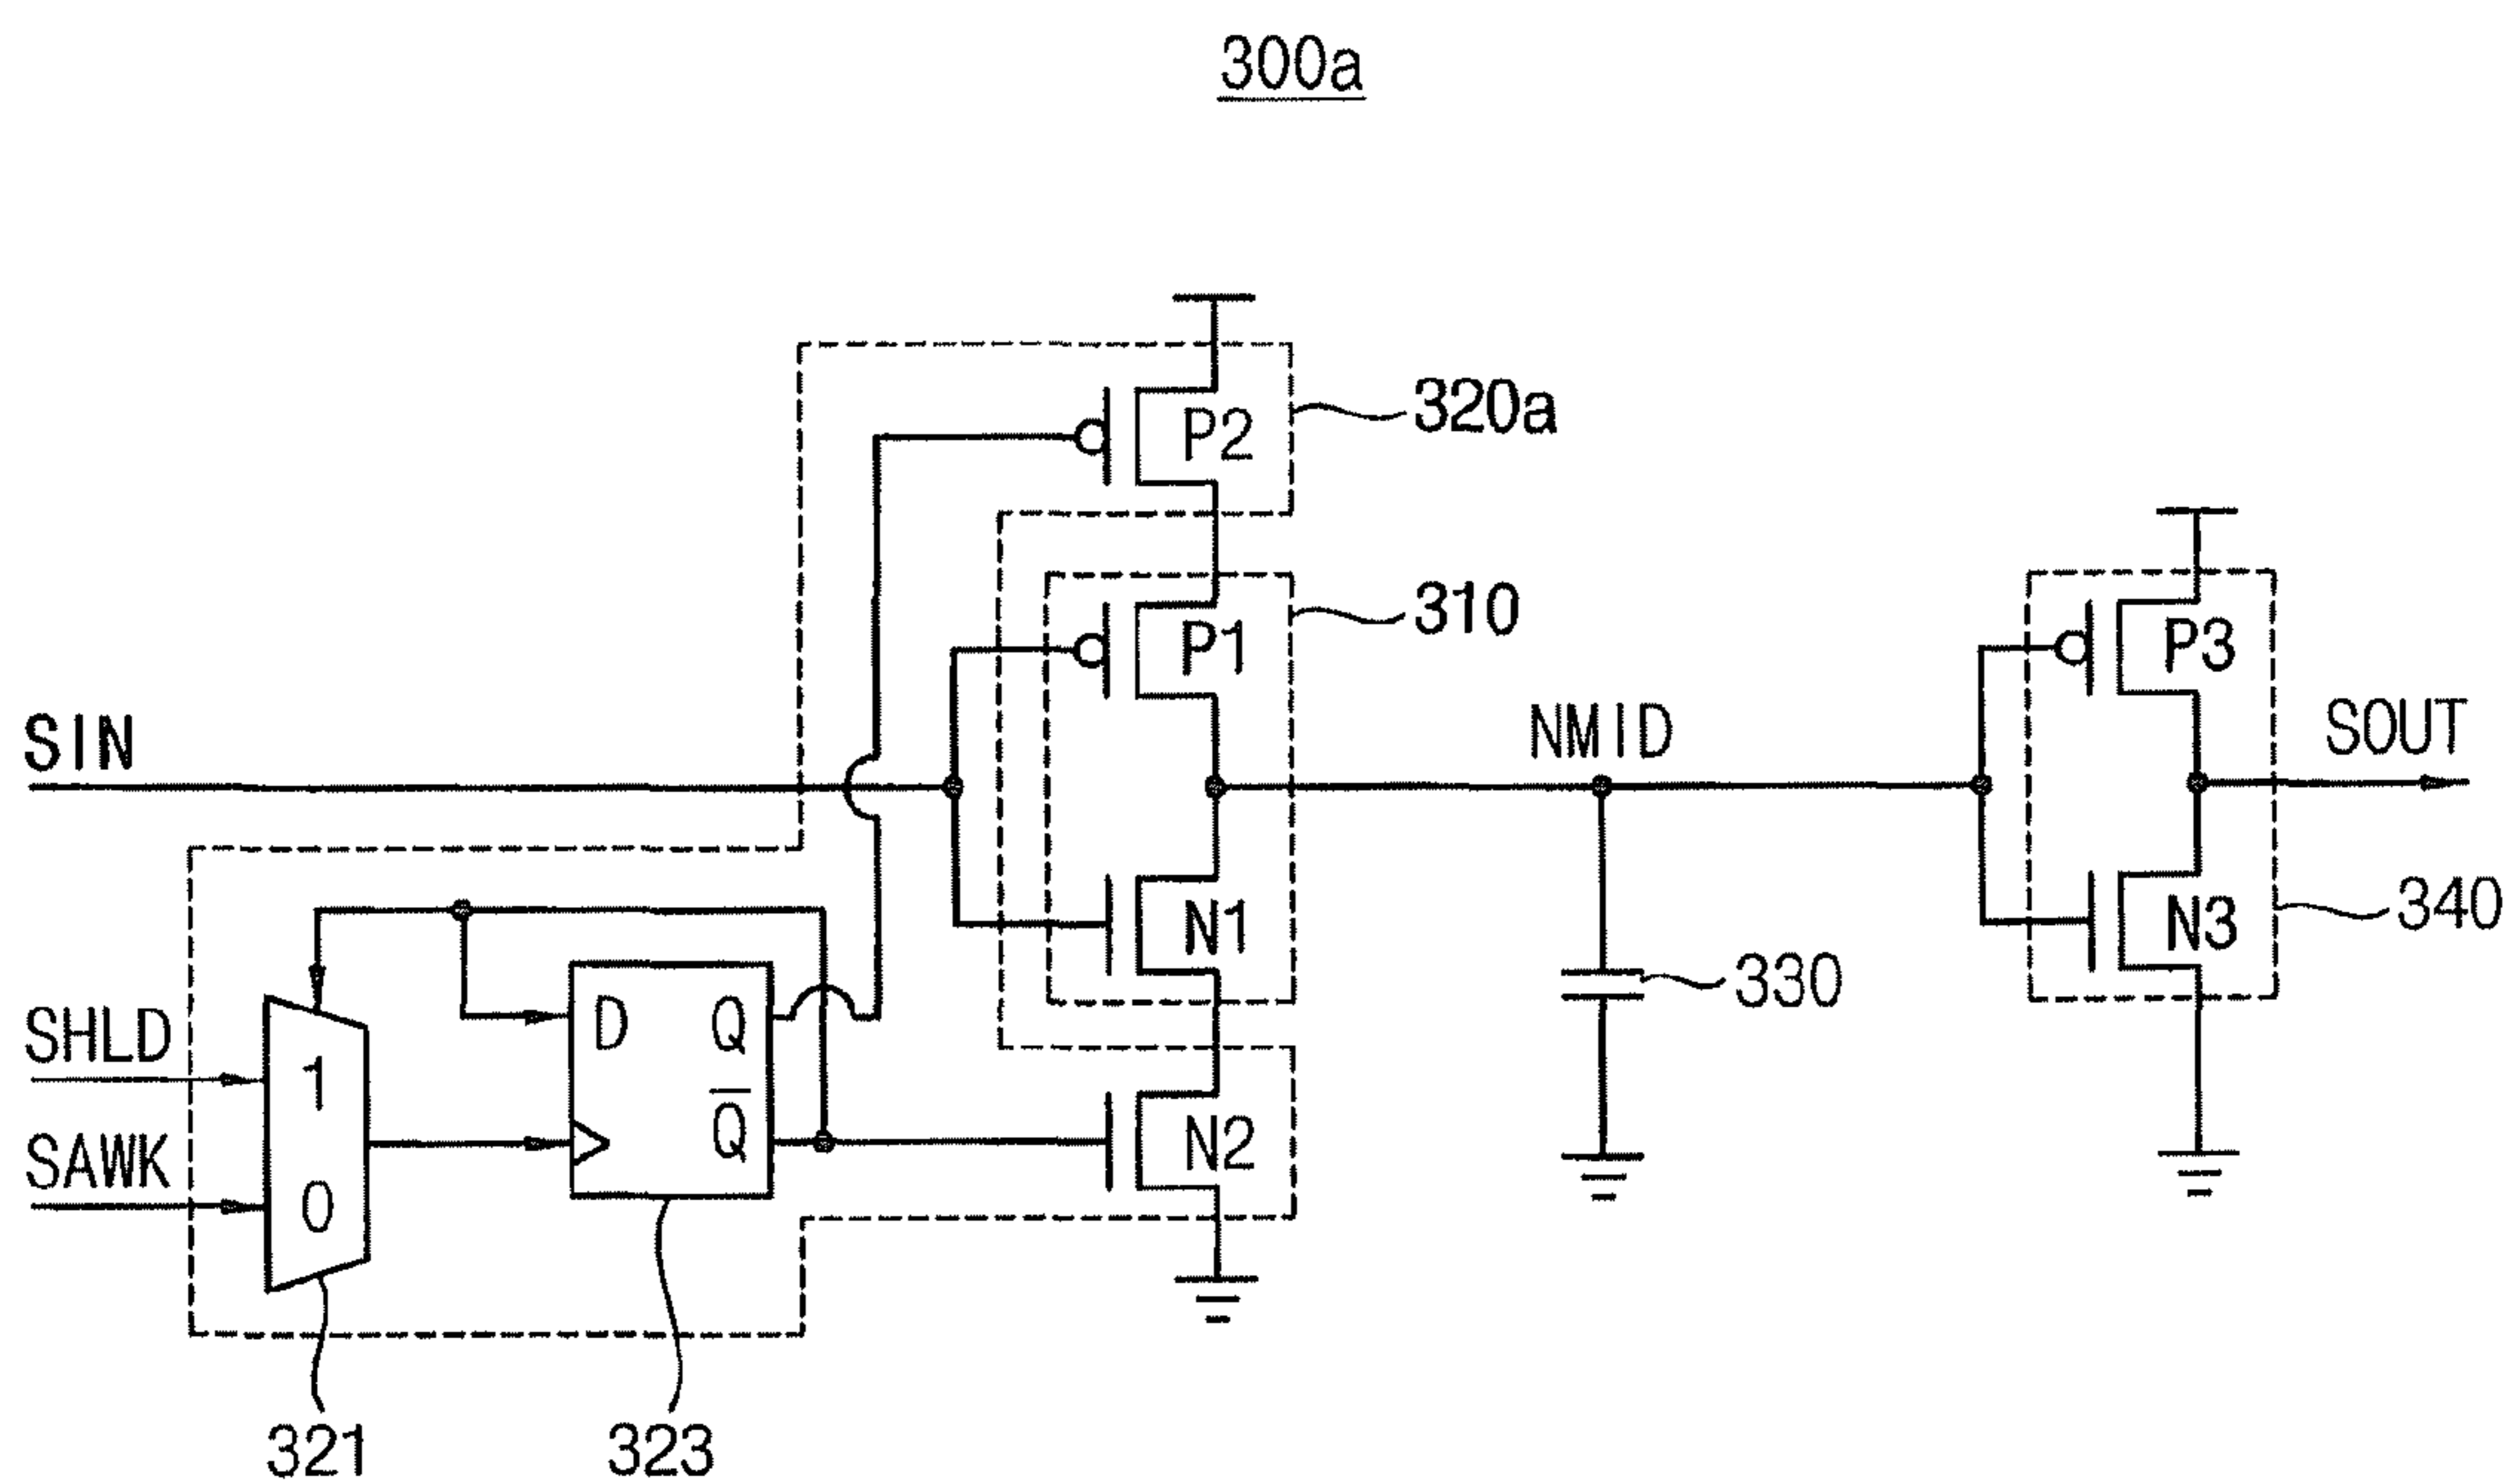 300a
320a
P2
310
P1
P3
SIN
NMID
SOUT
N1
N3
340
330
D
Q
SHLD
1
Q̅
N2
SAWK
0
321
323